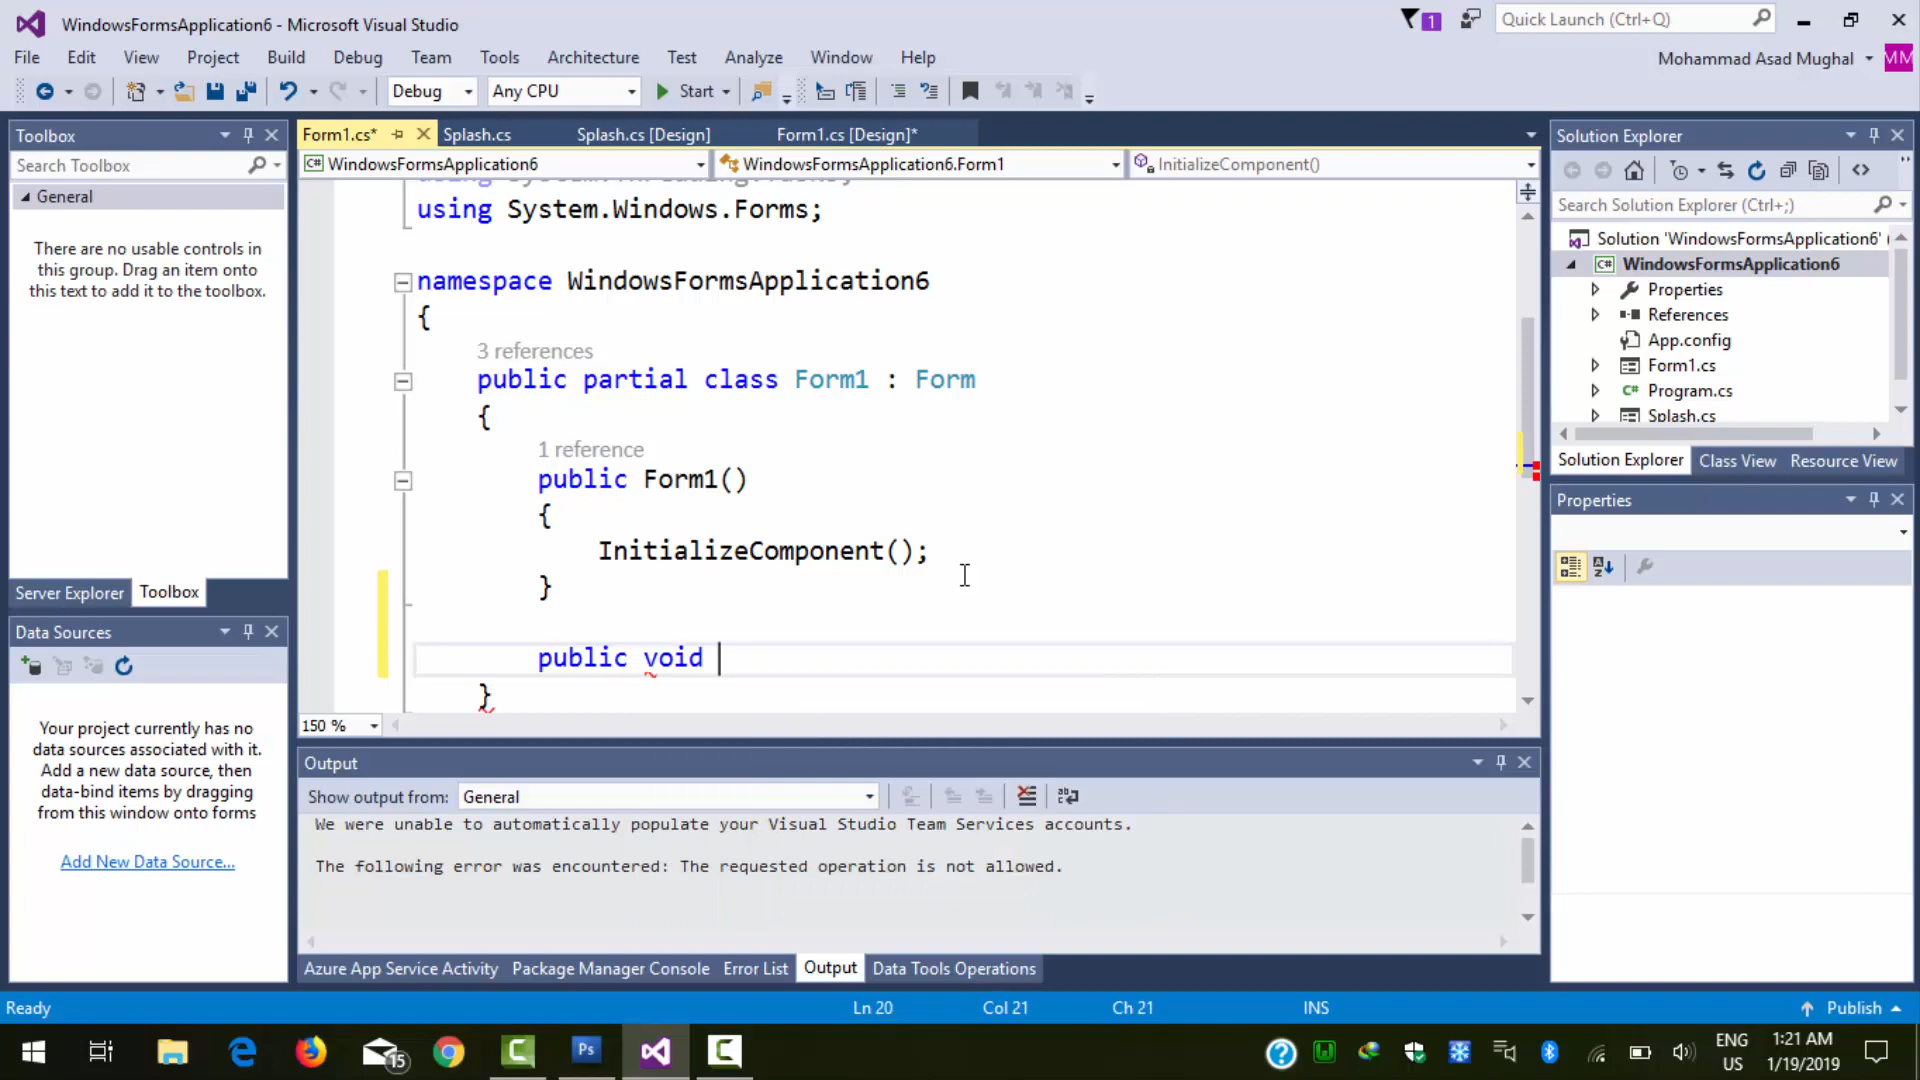 WindowsFormsApplication6 - Microsoft Visual Studio
1
Quick Launch (Ctrl+Q)
File Edit View Project Build Debug Team Tools Architecture Test Analyze Window Help
Mohammad Asad Mughal
MM
Debug Any CPU Start
Toolbox
Search Toolbox
General
There are no usable controls in
this group. Drag an item onto
this text to add it to the toolbox.
Server Explorer Toolbox
Data Sources
Your project currently has no
data sources associated with it.
Add a new data source, then
data-bind items by dragging
from this window onto forms
Add New Data Source...
Form1.cs* Splash.cs Splash.cs [Design] Form1.cs [Design]*
WindowsFormsApplication6 WindowsFormsApplication6.Form1 InitializeComponent()
using System.Windows.Forms;
namespace WindowsFormsApplication6
{
3 references
public partial class Form1 : Form
{
1 reference
public Form1()
{
InitializeComponent();
}
public void
}
150 %
Output
Show output from: General
We were unable to automatically populate your Visual Studio Team Services accounts.
The following error was encountered: The requested operation is not allowed.
Azure App Service Activity Package Manager Console Error List Output Data Tools Operations
Solution Explorer
Search Solution Explorer (Ctrl+;)
Solution 'WindowsFormsApplication6' (
C# WindowsFormsApplication6
Properties
References
App.config
Form1.cs
C# Program.cs
Splash.cs
Solution Explorer Class View Resource View
Properties
Ready Ln 20 Col 21 Ch 21 INS Publish
15
Ps
ENG
US
1:21 AM
1/19/2019